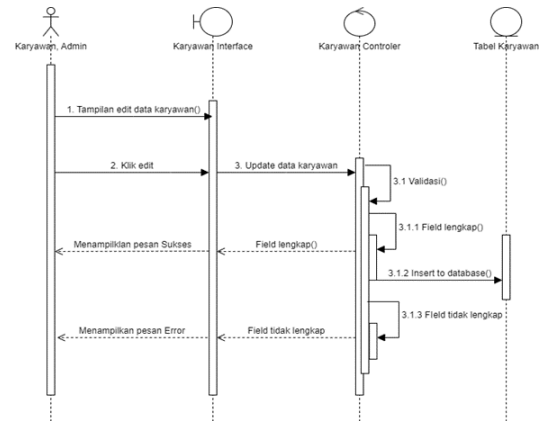 Karyawan, Admin
Karyawan Interface
Karyawan Controler
Tabel Karyawan
1. Tampilan edit data karyawan()
2. Klik edit
3. Update data karyawan
3.1 Validasi()
3.1.1 Field lengkap()
Menampilklan pesan Sukses
Field lengkap()
3.1.2 Insert to database()
3.1.3 Field tidak lengkap
Menampilkan pesan Error
Field tidak lengkap